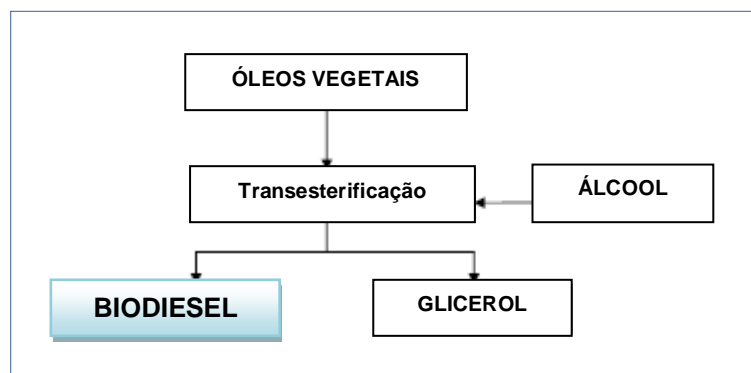 ÓLEOS VEGETAIS
Transesterificação
ÁLCOOL
BIODIESEL
GLICEROL